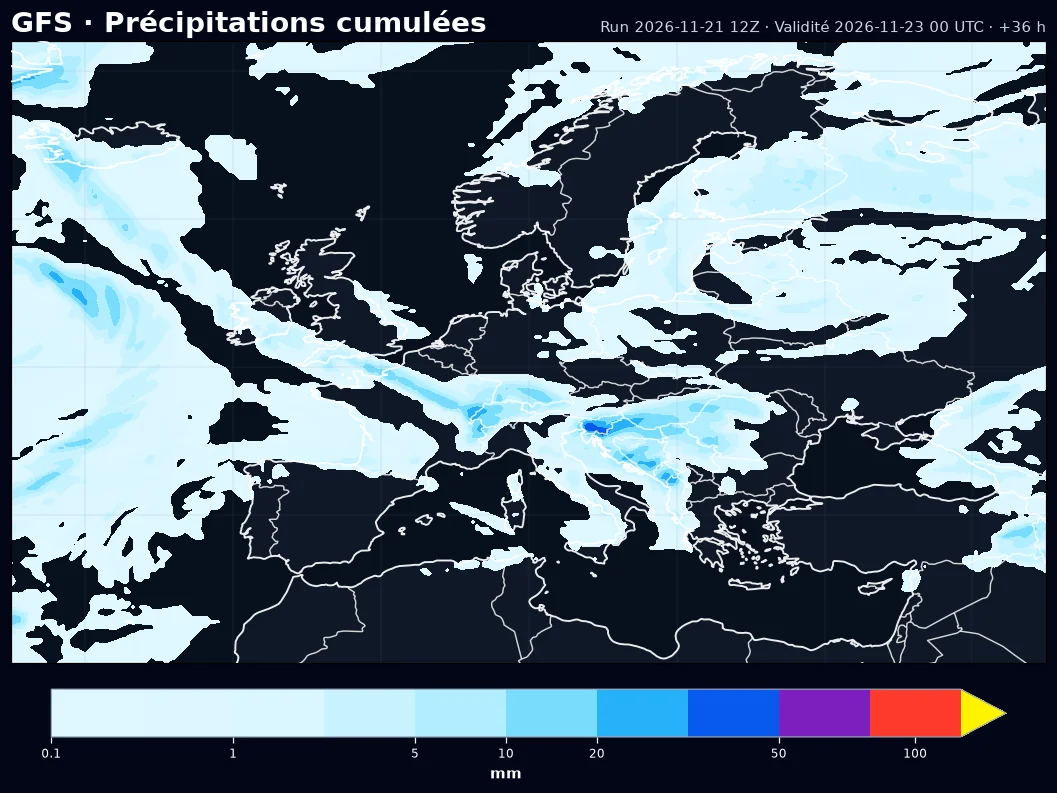 GFS · Précipitations cumulées
Run 2026-11-21 12Z · Validité 2026-11-23 00 UTC · +36 h
0.1 1 5 10 20 50 100
mm